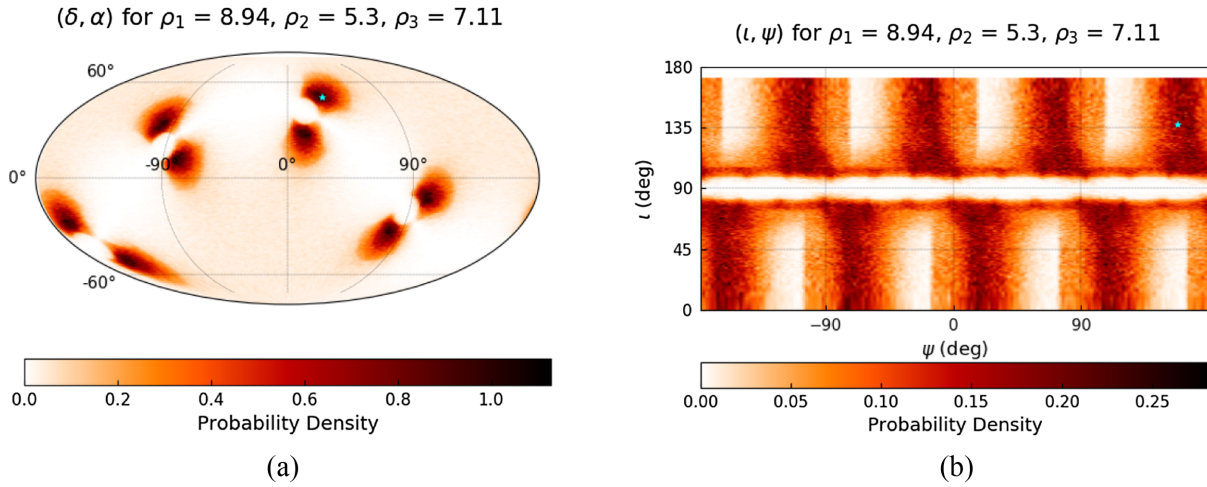 (δ, α) for ρ₁ = 8.94, ρ₂ = 5.3, ρ₃ = 7.11
60°
-90°
0°
90°
0°
-60°
0.0 0.2 0.4 0.6 0.8 1.0
Probability Density
(a)
(ι, ψ) for ρ₁ = 8.94, ρ₂ = 5.3, ρ₃ = 7.11
180
135
90
45
0
ι (deg)
−90 0 90
ψ (deg)
0.00 0.05 0.10 0.15 0.20 0.25
Probability Density
(b)